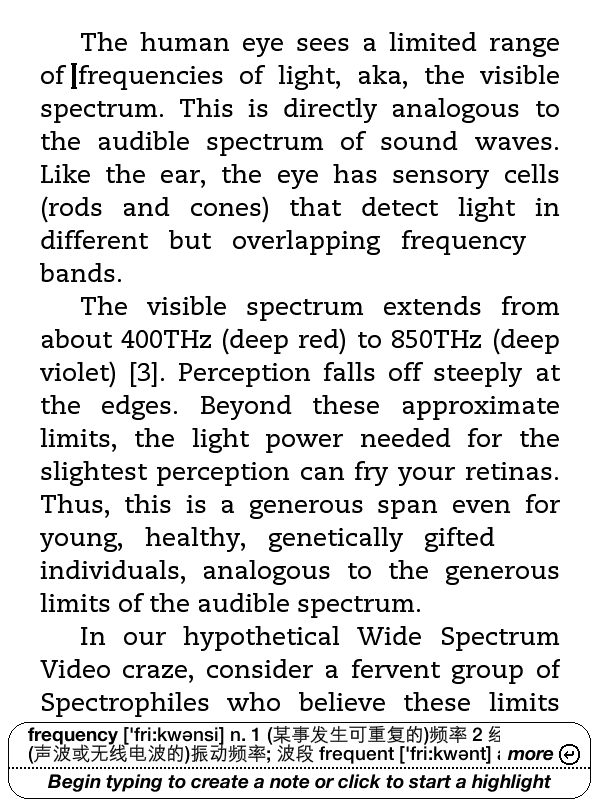 The human eye sees a limited range
of frequencies of light, aka, the visible
spectrum. This is directly analogous to
the audible spectrum of sound waves.
Like the ear, the eye has sensory cells
(rods and cones) that detect light in
different but overlapping frequency
bands.
The visible spectrum extends from
about 400THz (deep red) to 850THz (deep
violet) [3]. Perception falls off steeply at
the edges. Beyond these approximate
limits, the light power needed for the
slightest perception can fry your retinas.
Thus, this is a generous span even for
young, healthy, genetically gifted
individuals, analogous to the generous
limits of the audible spectrum.
In our hypothetical Wide Spectrum
Video craze, consider a fervent group of
Spectrophiles who believe these limits
frequency ['fri:kwənsi] n. 1 (某事发生可重复的)频率 2
(声波或无线电波的)振动频率; 波段 frequent ['fri:kwənt] more
Begin typing to create a note or click to start a highlight